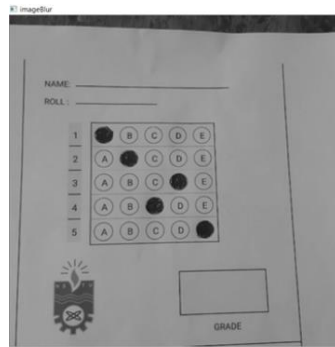 imageBlur
NAME:
ROLL:
1 B C D E
2 A C D E
3 A B C E
4 A B D E
5 A B C D
GRADE